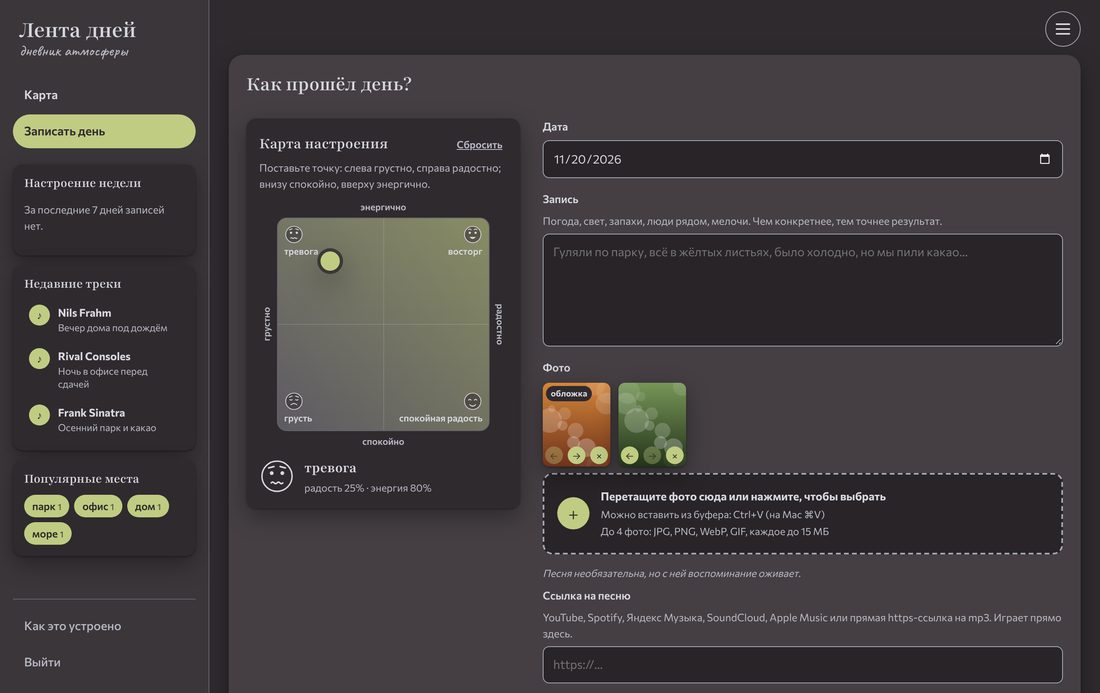 Лента дней
дневник атмосферы
Карта
Записать день
Настроение недели
За последние 7 дней записей
нет.
Недавние треки
Nils Frahm
Вечер дома под дождём
Rival Consoles
Ночь в офисе перед
сдачей
Frank Sinatra
Осенний парк и какао
Популярные места
парк 1
офис 1
дом 1
море 1
Как это устроено
Выйти
Как прошёл день?
Карта настроения
Сбросить
Поставьте точку: слева грустно, справа радостно;
внизу спокойно, вверху энергично.
энергично
тревога
восторг
грустно
радостно
грусть
спокойная радость
спокойно
тревога
радость 25% · энергия 80%
Дата
11/20/2026
Запись
Погода, свет, запахи, люди рядом, мелочи. Чем конкретнее, тем точнее результат.
Гуляли по парку, всё в жёлтых листьях, было холодно, но мы пили какао...
Фото
обложка
Перетащите фото сюда или нажмите, чтобы выбрать
Можно вставить из буфера: Ctrl+V (на Mac ⌘V)
До 4 фото: JPG, PNG, WebP, GIF, каждое до 15 МБ
Песня необязательна, но с ней воспоминание оживает.
Ссылка на песню
YouTube, Spotify, Яндекс Музыка, SoundCloud, Apple Music или прямая https-ссылка на mp3. Играет прямо
здесь.
https://...